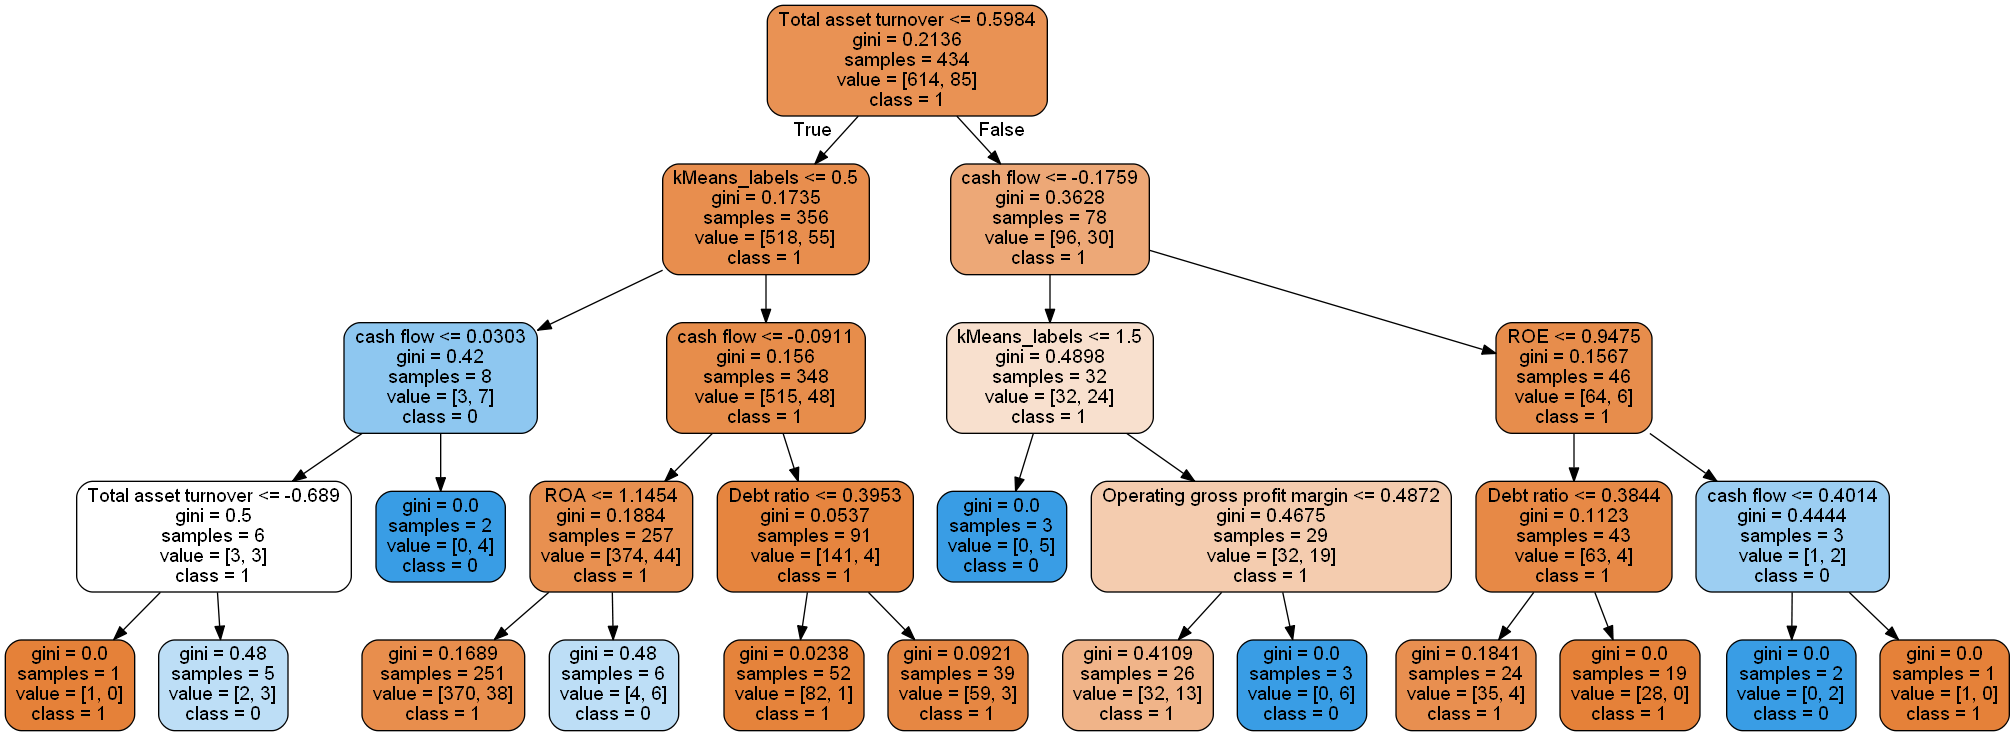 Total asset turnover <= 0.5984
gini = 0.2136
samples = 434
value = [614, 85]
class = 1
True
False
kMeans_labels <= 0.5
gini = 0.1735
samples = 356
value = [518, 55]
class = 1
cash flow <= -0.1759
gini = 0.3628
samples = 78
value = [96, 30]
class = 1
cash flow <= 0.0303
gini = 0.42
samples = 8
value = [3, 7]
class = 0
cash flow <= -0.0911
gini = 0.156
samples = 348
value = [515, 48]
class = 1
kMeans_labels <= 1.5
gini = 0.4898
samples = 32
value = [32, 24]
class = 1
ROE <= 0.9475
gini = 0.1567
samples = 46
value = [64, 6]
class = 1
Total asset turnover <= -0.689
gini = 0.5
samples = 6
value = [3, 3]
class = 1
gini = 0.0
samples = 2
value = [0, 4]
class = 0
ROA <= 1.1454
gini = 0.1884
samples = 257
value = [374, 44]
class = 1
Debt ratio <= 0.3953
gini = 0.0537
samples = 91
value = [141, 4]
class = 1
gini = 0.0
samples = 3
value = [0, 5]
class = 0
Operating gross profit margin <= 0.4872
gini = 0.4675
samples = 29
value = [32, 19]
class = 1
Debt ratio <= 0.3844
gini = 0.1123
samples = 43
value = [63, 4]
class = 1
cash flow <= 0.4014
gini = 0.4444
samples = 3
value = [1, 2]
class = 0
gini = 0.0
samples = 1
value = [1, 0]
class = 1
gini = 0.48
samples = 5
value = [2, 3]
class = 0
gini = 0.1689
samples = 251
value = [370, 38]
class = 1
gini = 0.48
samples = 6
value = [4, 6]
class = 0
gini = 0.0238
samples = 52
value = [82, 1]
class = 1
gini = 0.0921
samples = 39
value = [59, 3]
class = 1
gini = 0.4109
samples = 26
value = [32, 13]
class = 1
gini = 0.0
samples = 3
value = [0, 6]
class = 0
gini = 0.1841
samples = 24
value = [35, 4]
class = 1
gini = 0.0
samples = 19
value = [28, 0]
class = 1
gini = 0.0
samples = 2
value = [0, 2]
class = 0
gini = 0.0
samples = 1
value = [1, 0]
class = 1